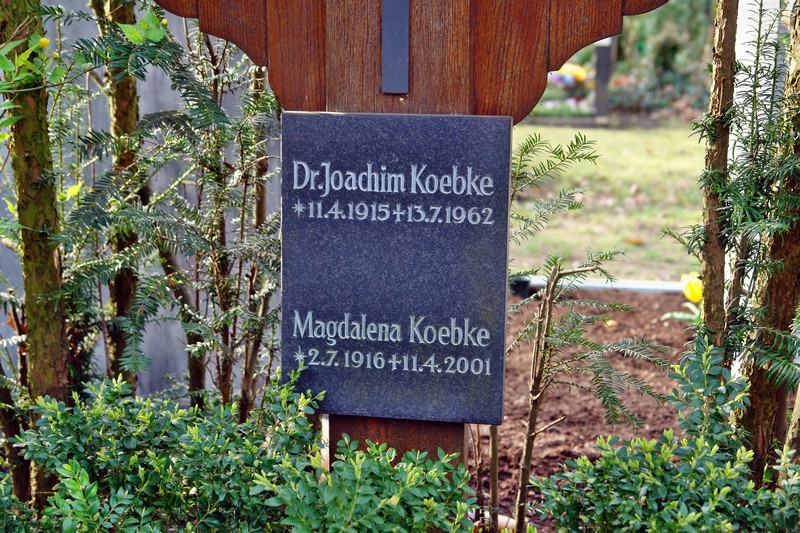 Dr. Joachim Koebke
*11.4.1915+13.7.1962
Magdalena Koebke
*2.7.1916+11.4.2001